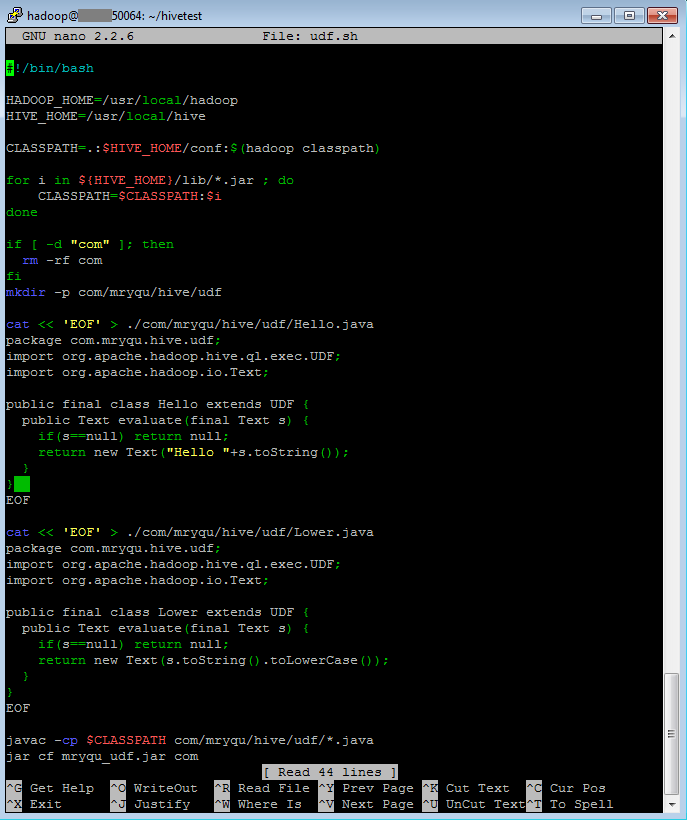 hadoop@50064: ~/hivetest
GNU nano 2.2.6 File: udf.sh
#!/bin/bash
HADOOP_HOME=/usr/local/hadoop
HIVE_HOME=/usr/local/hive
CLASSPATH=.:$HIVE_HOME/conf:$(hadoop classpath)
for i in ${HIVE_HOME}/lib/*.jar ; do
    CLASSPATH=$CLASSPATH:$i
done
if [ -d "com" ]; then
  rm -rf com
fi
mkdir -p com/mryqu/hive/udf
cat << 'EOF' > ./com/mryqu/hive/udf/Hello.java
package com.mryqu.hive.udf;
import org.apache.hadoop.hive.ql.exec.UDF;
import org.apache.hadoop.io.Text;
public final class Hello extends UDF {
  public Text evaluate(final Text s) {
    if(s==null) return null;
    return new Text("Hello "+s.toString());
  }
}
EOF
cat << 'EOF' > ./com/mryqu/hive/udf/Lower.java
package com.mryqu.hive.udf;
import org.apache.hadoop.hive.ql.exec.UDF;
import org.apache.hadoop.io.Text;
public final class Lower extends UDF {
  public Text evaluate(final Text s) {
    if(s==null) return null;
    return new Text(s.toString().toLowerCase());
  }
}
EOF
javac -cp $CLASSPATH com/mryqu/hive/udf/*.java
jar cf mryqu_udf.jar com
[ Read 44 lines ]
^G Get Help ^O WriteOut ^R Read File ^Y Prev Page ^K Cut Text ^C Cur Pos
^X Exit ^J Justify ^W Where Is ^V Next Page ^U UnCut Text ^T To Spell